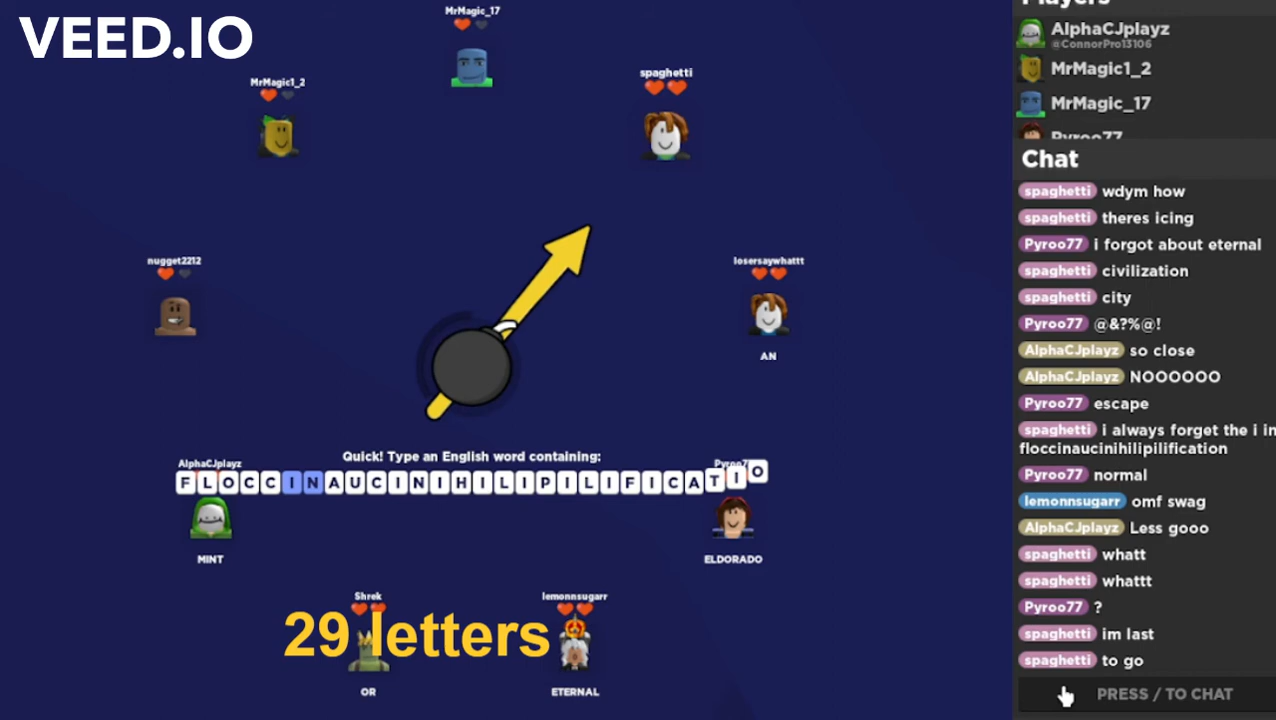 VEED.IO
MrMagic_17
MrMagic1_2
spaghetti
nugget2212
losersaywhattt
AN
Quick! Type an English word containing:
AlphaCJplayz
FLOCCINAUCINIHILIPILIFICATIO
MINT
ELDORADO
Shrek
lemonnsugarr
29 letters
OR
ETERNAL
Players
AlphaCJplayz
@ConnorPro13106
MrMagic1_2
MrMagic_17
Pyroo77
Chat
spaghetti wdym how
spaghetti theres icing
Pyroo77 i forgot about eternal
spaghetti civilization
spaghetti city
Pyroo77 @&?%@!
AlphaCJplayz so close
AlphaCJplayz NOOOOOO
Pyroo77 escape
spaghetti i always forget the i in
floccinaucinihilipilification
Pyroo77 normal
lemonnsugarr omf swag
AlphaCJplayz Less gooo
spaghetti whatt
spaghetti whattt
Pyroo77 ?
spaghetti im last
spaghetti to go
PRESS / TO CHAT